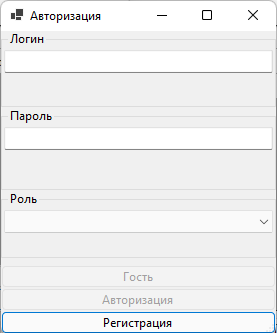 Авторизация
Логин
Пароль
Роль
Гость
Авторизация
Регистрация